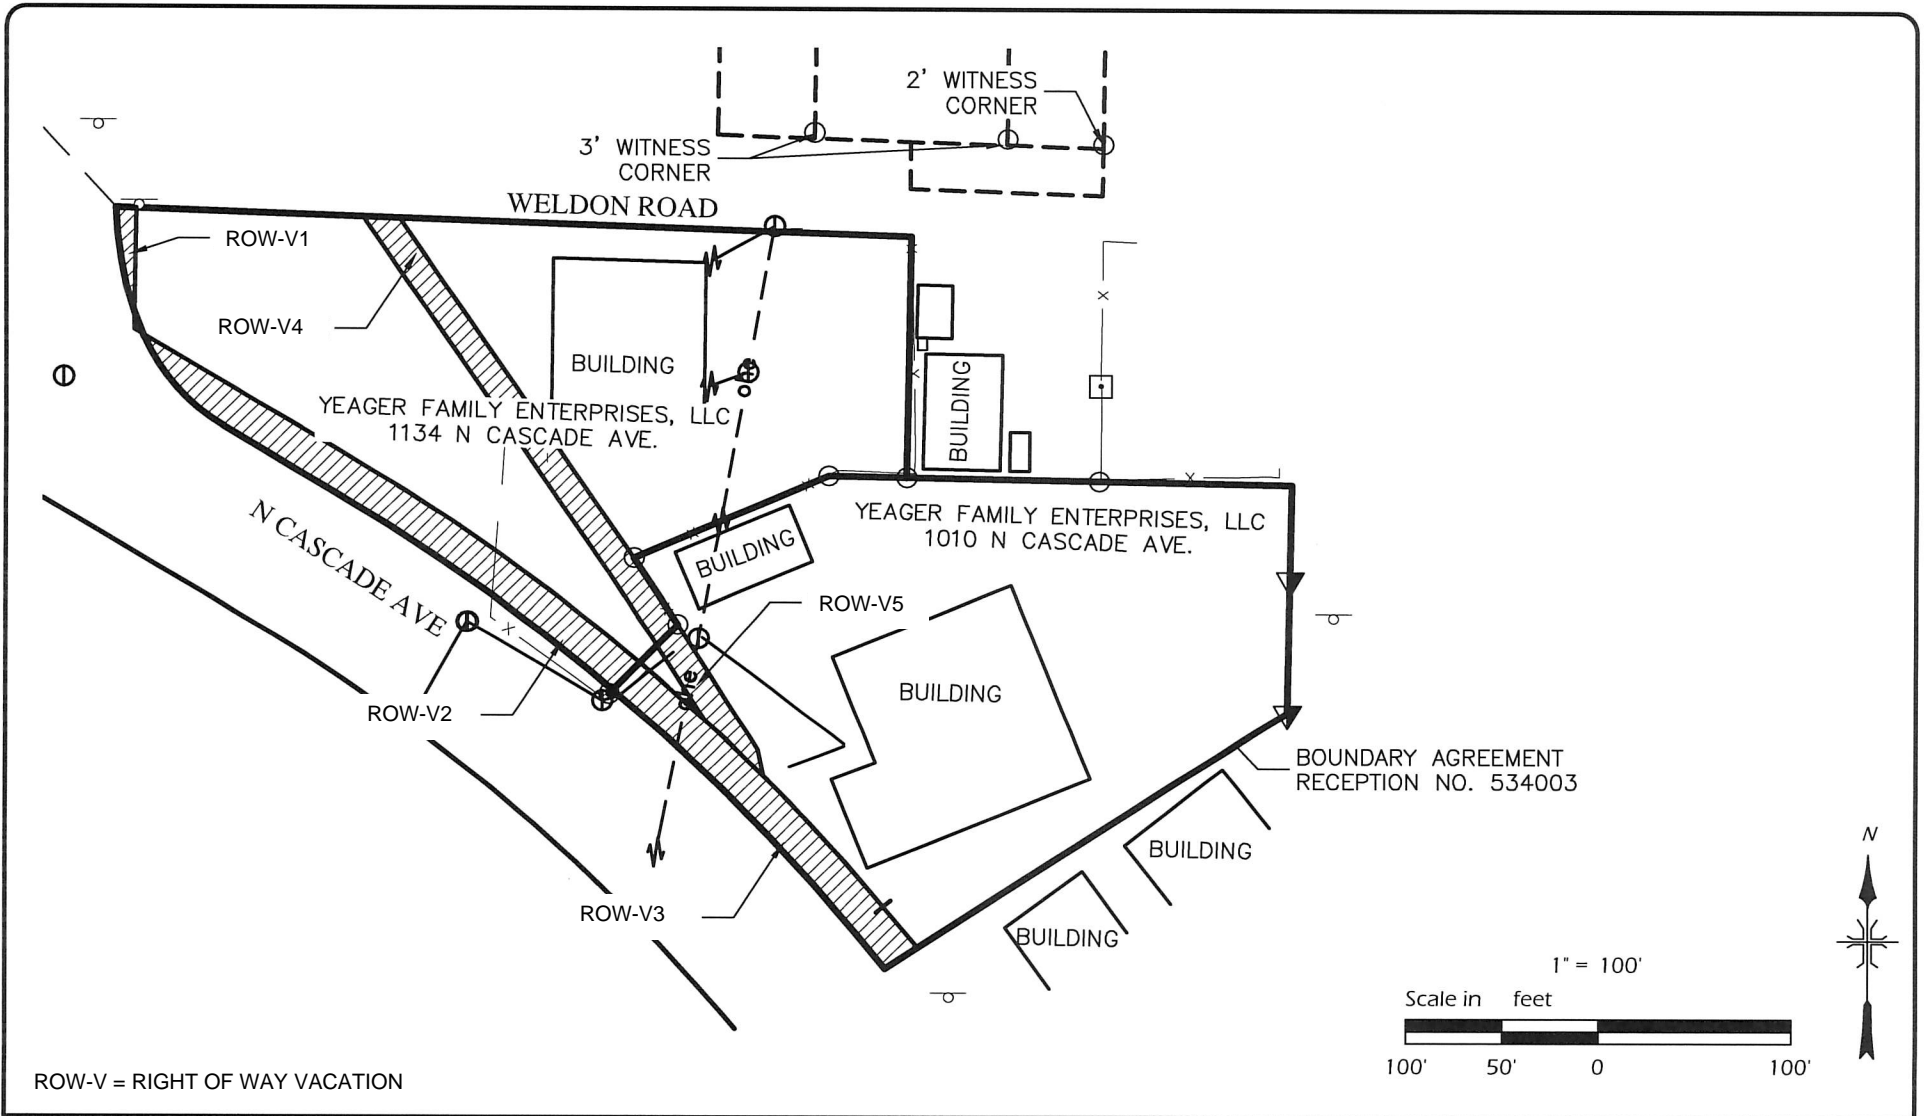 2' WITNESS
CORNER
3' WITNESS
CORNER
WELDON ROAD
ROW-V1
ROW-V4
BUILDING
ohe
BUILDING
YEAGER FAMILY ENTERPRISES, LLC
1134 N CASCADE AVE.
YEAGER FAMILY ENTERPRISES, LLC
1010 N CASCADE AVE.
N CASCADE AVE
BUILDING
ROW-V5
ohe
BUILDING
ROW-V2
BOUNDARY AGREEMENT
RECEPTION NO. 534003
BUILDING
ROW-V3
BUILDING
N
1" = 100'
Scale in feet
100' 50' 0 100'
ROW-V = RIGHT OF WAY VACATION